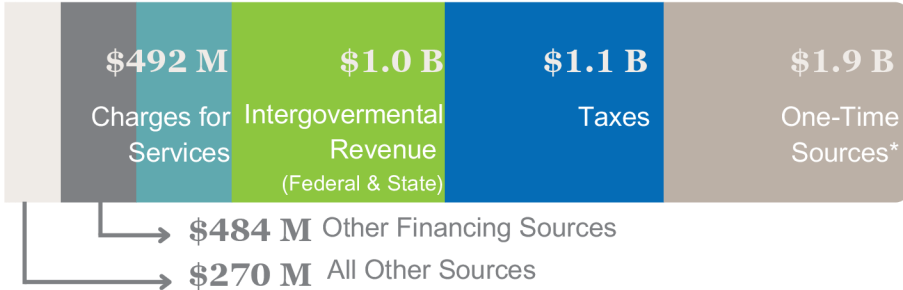 $492 M
Charges for
Services
$1.0 B
Intergovermental
Revenue
(Federal & State)
$1.1 B
Taxes
$1.9 B
One-Time
Sources*
$484 M Other Financing Sources
$270 M All Other Sources